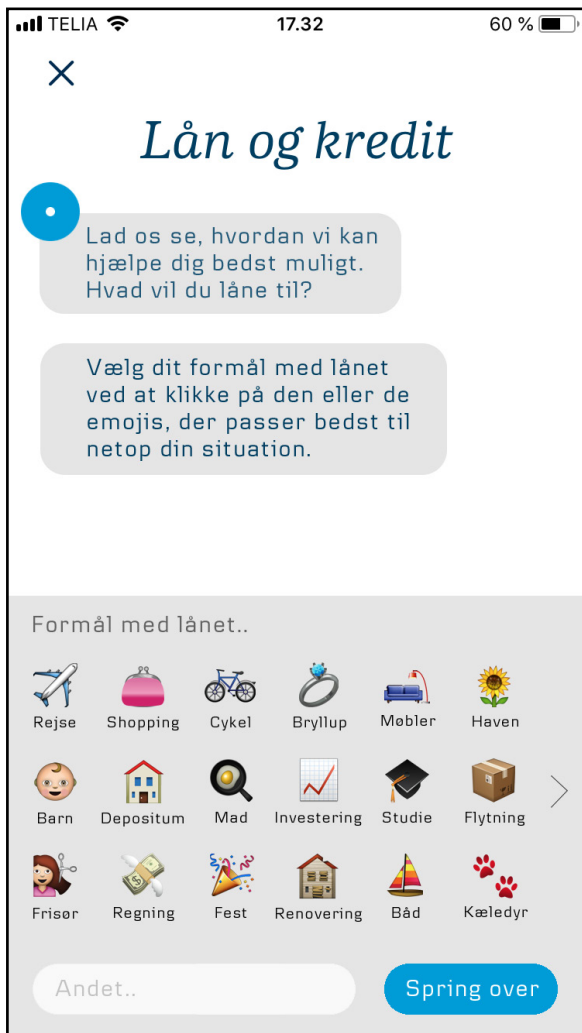 TELIA 17.32 60 %
Lån og kredit
Lad os se, hvordan vi kan
hjælpe dig bedst muligt.
Hvad vil du låne til?
Vælg dit formål med lånet
ved at klikke på den eller de
emojis, der passer bedst til
netop din situation.
Formål med lånet..
Rejse Shopping Cykel Bryllup Møbler Haven
Barn Depositum Mad Investering Studie Flytning
Frisør Regning Fest Renovering Båd Kæledyr
Andet.. Spring over